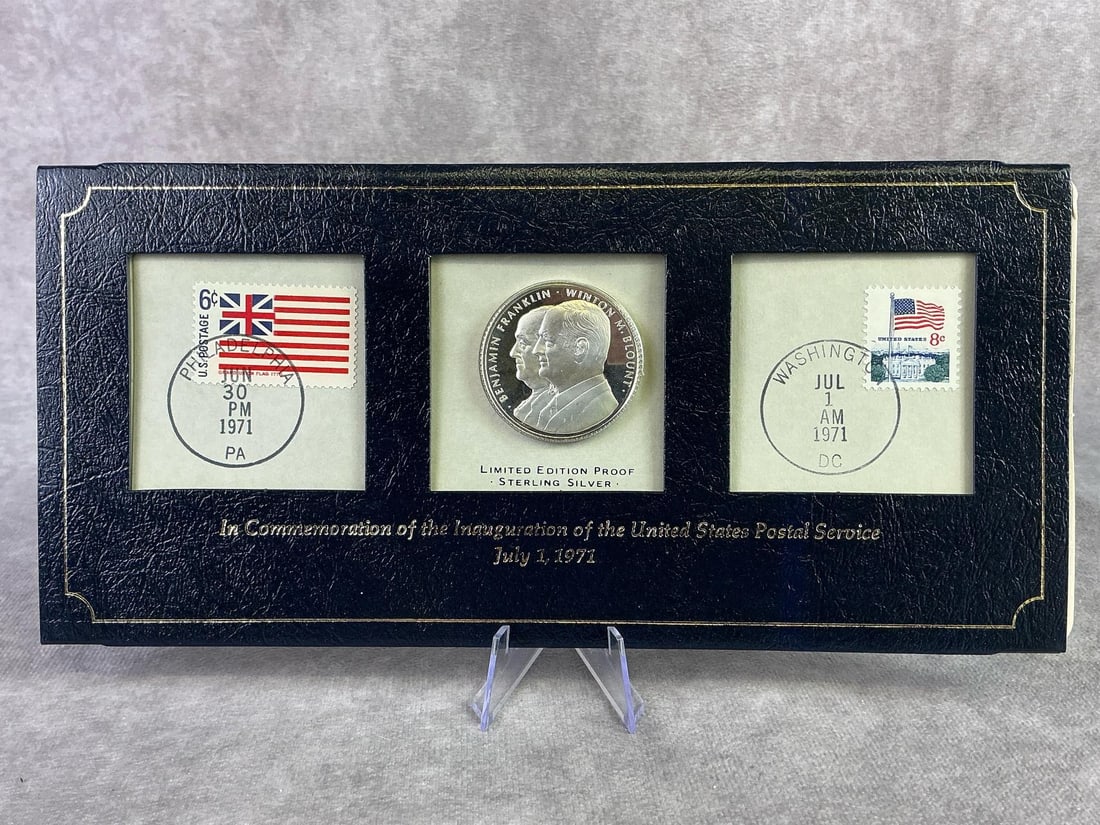 6¢
U.S. POSTAGE
PHILADELPHIA
JUN
30
PM
1971
PA
· BENJAMIN FRANKLIN · WINTON M. BLOUNT ·
LIMITED EDITION PROOF
· STERLING SILVER ·
UNITED STATES 8c
WASHINGTO
JUL
1
AM
1971
DC
In Commemoration of the Inauguration of the United States Postal Service
July 1, 1971